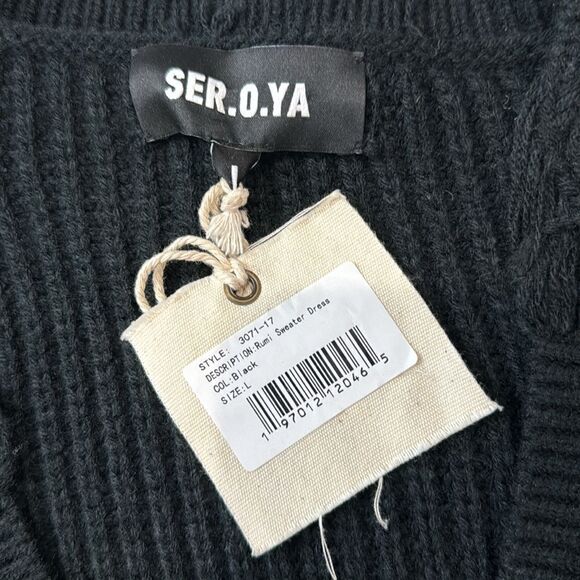 SER.O.YA
STYLE: 3071-17
DESCRIPTION:Rumi Sweater Dress
COL:Black
SIZE:L
1 97012 12046 5